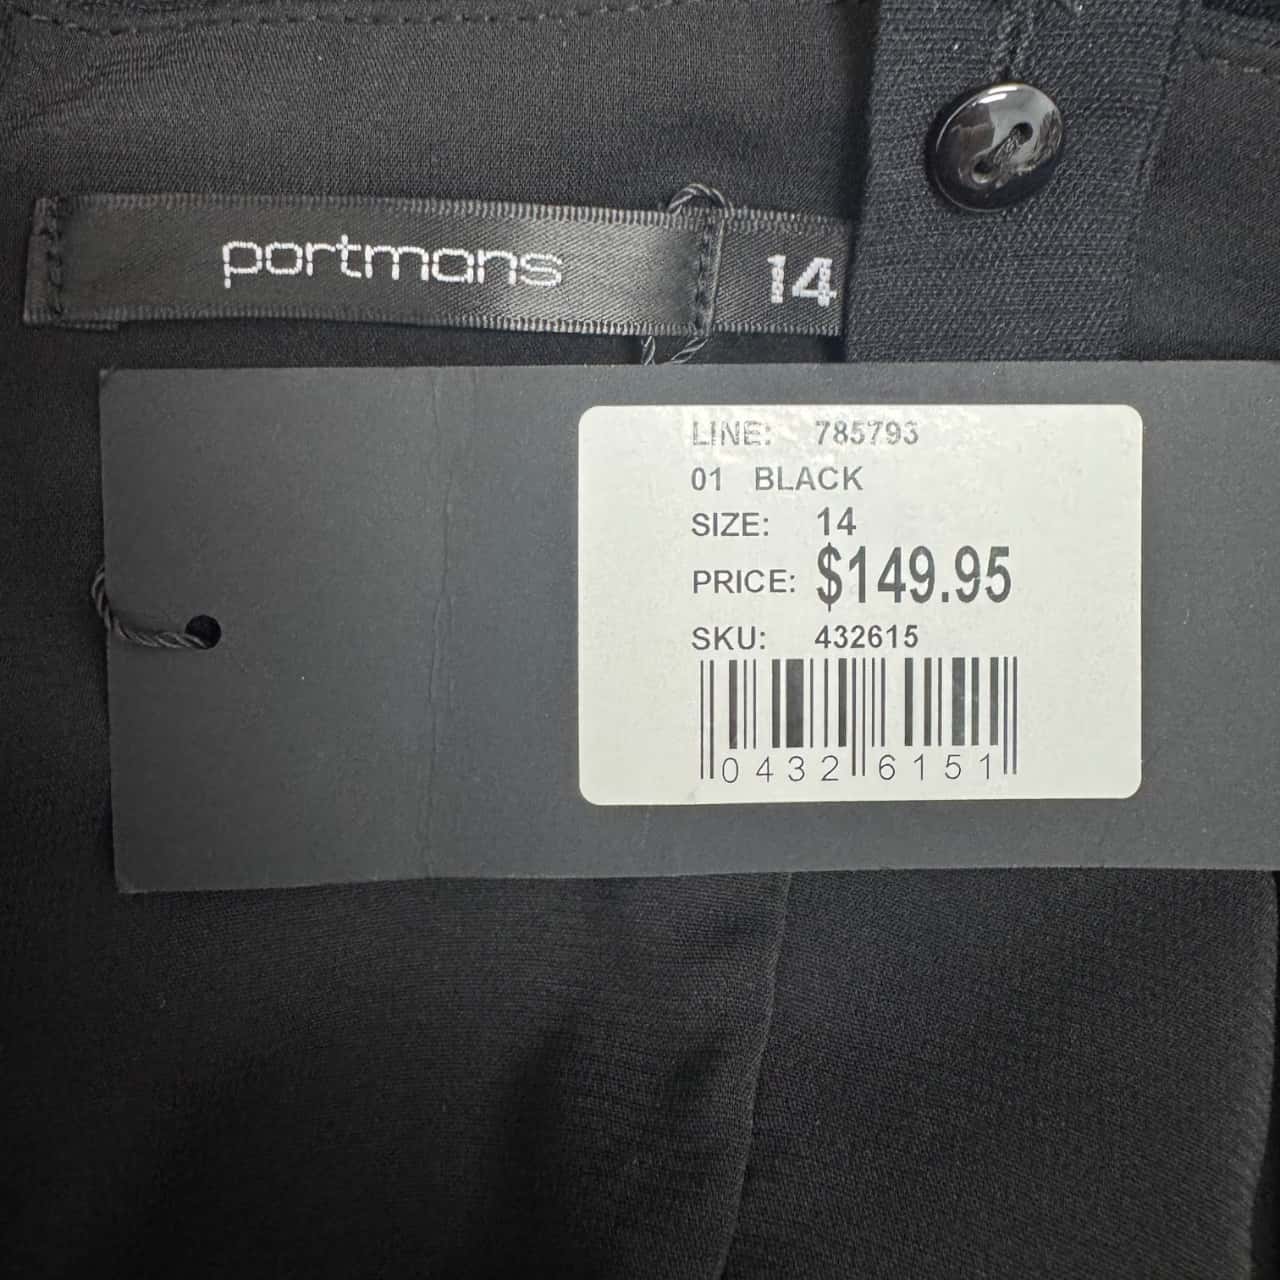 portmans 14
LINE: 785793
01 BLACK
SIZE: 14
PRICE: $149.95
SKU: 432615
0432 6151